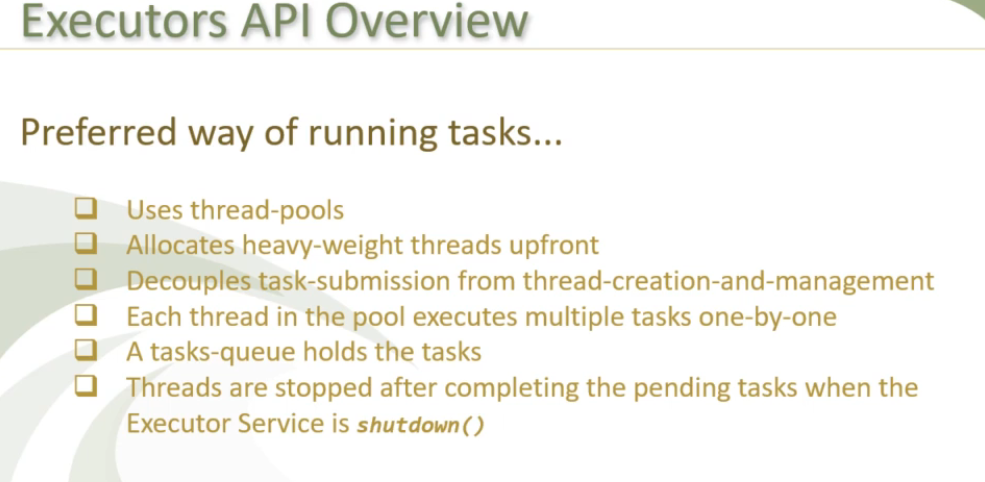 Executors API Overview
Preferred way of running tasks...
Uses thread-pools
Allocates heavy-weight threads upfront
Decouples task-submission from thread-creation-and-management
Each thread in the pool executes multiple tasks one-by-one
A tasks-queue holds the tasks
Threads are stopped after completing the pending tasks when the
Executor Service is shutdown()